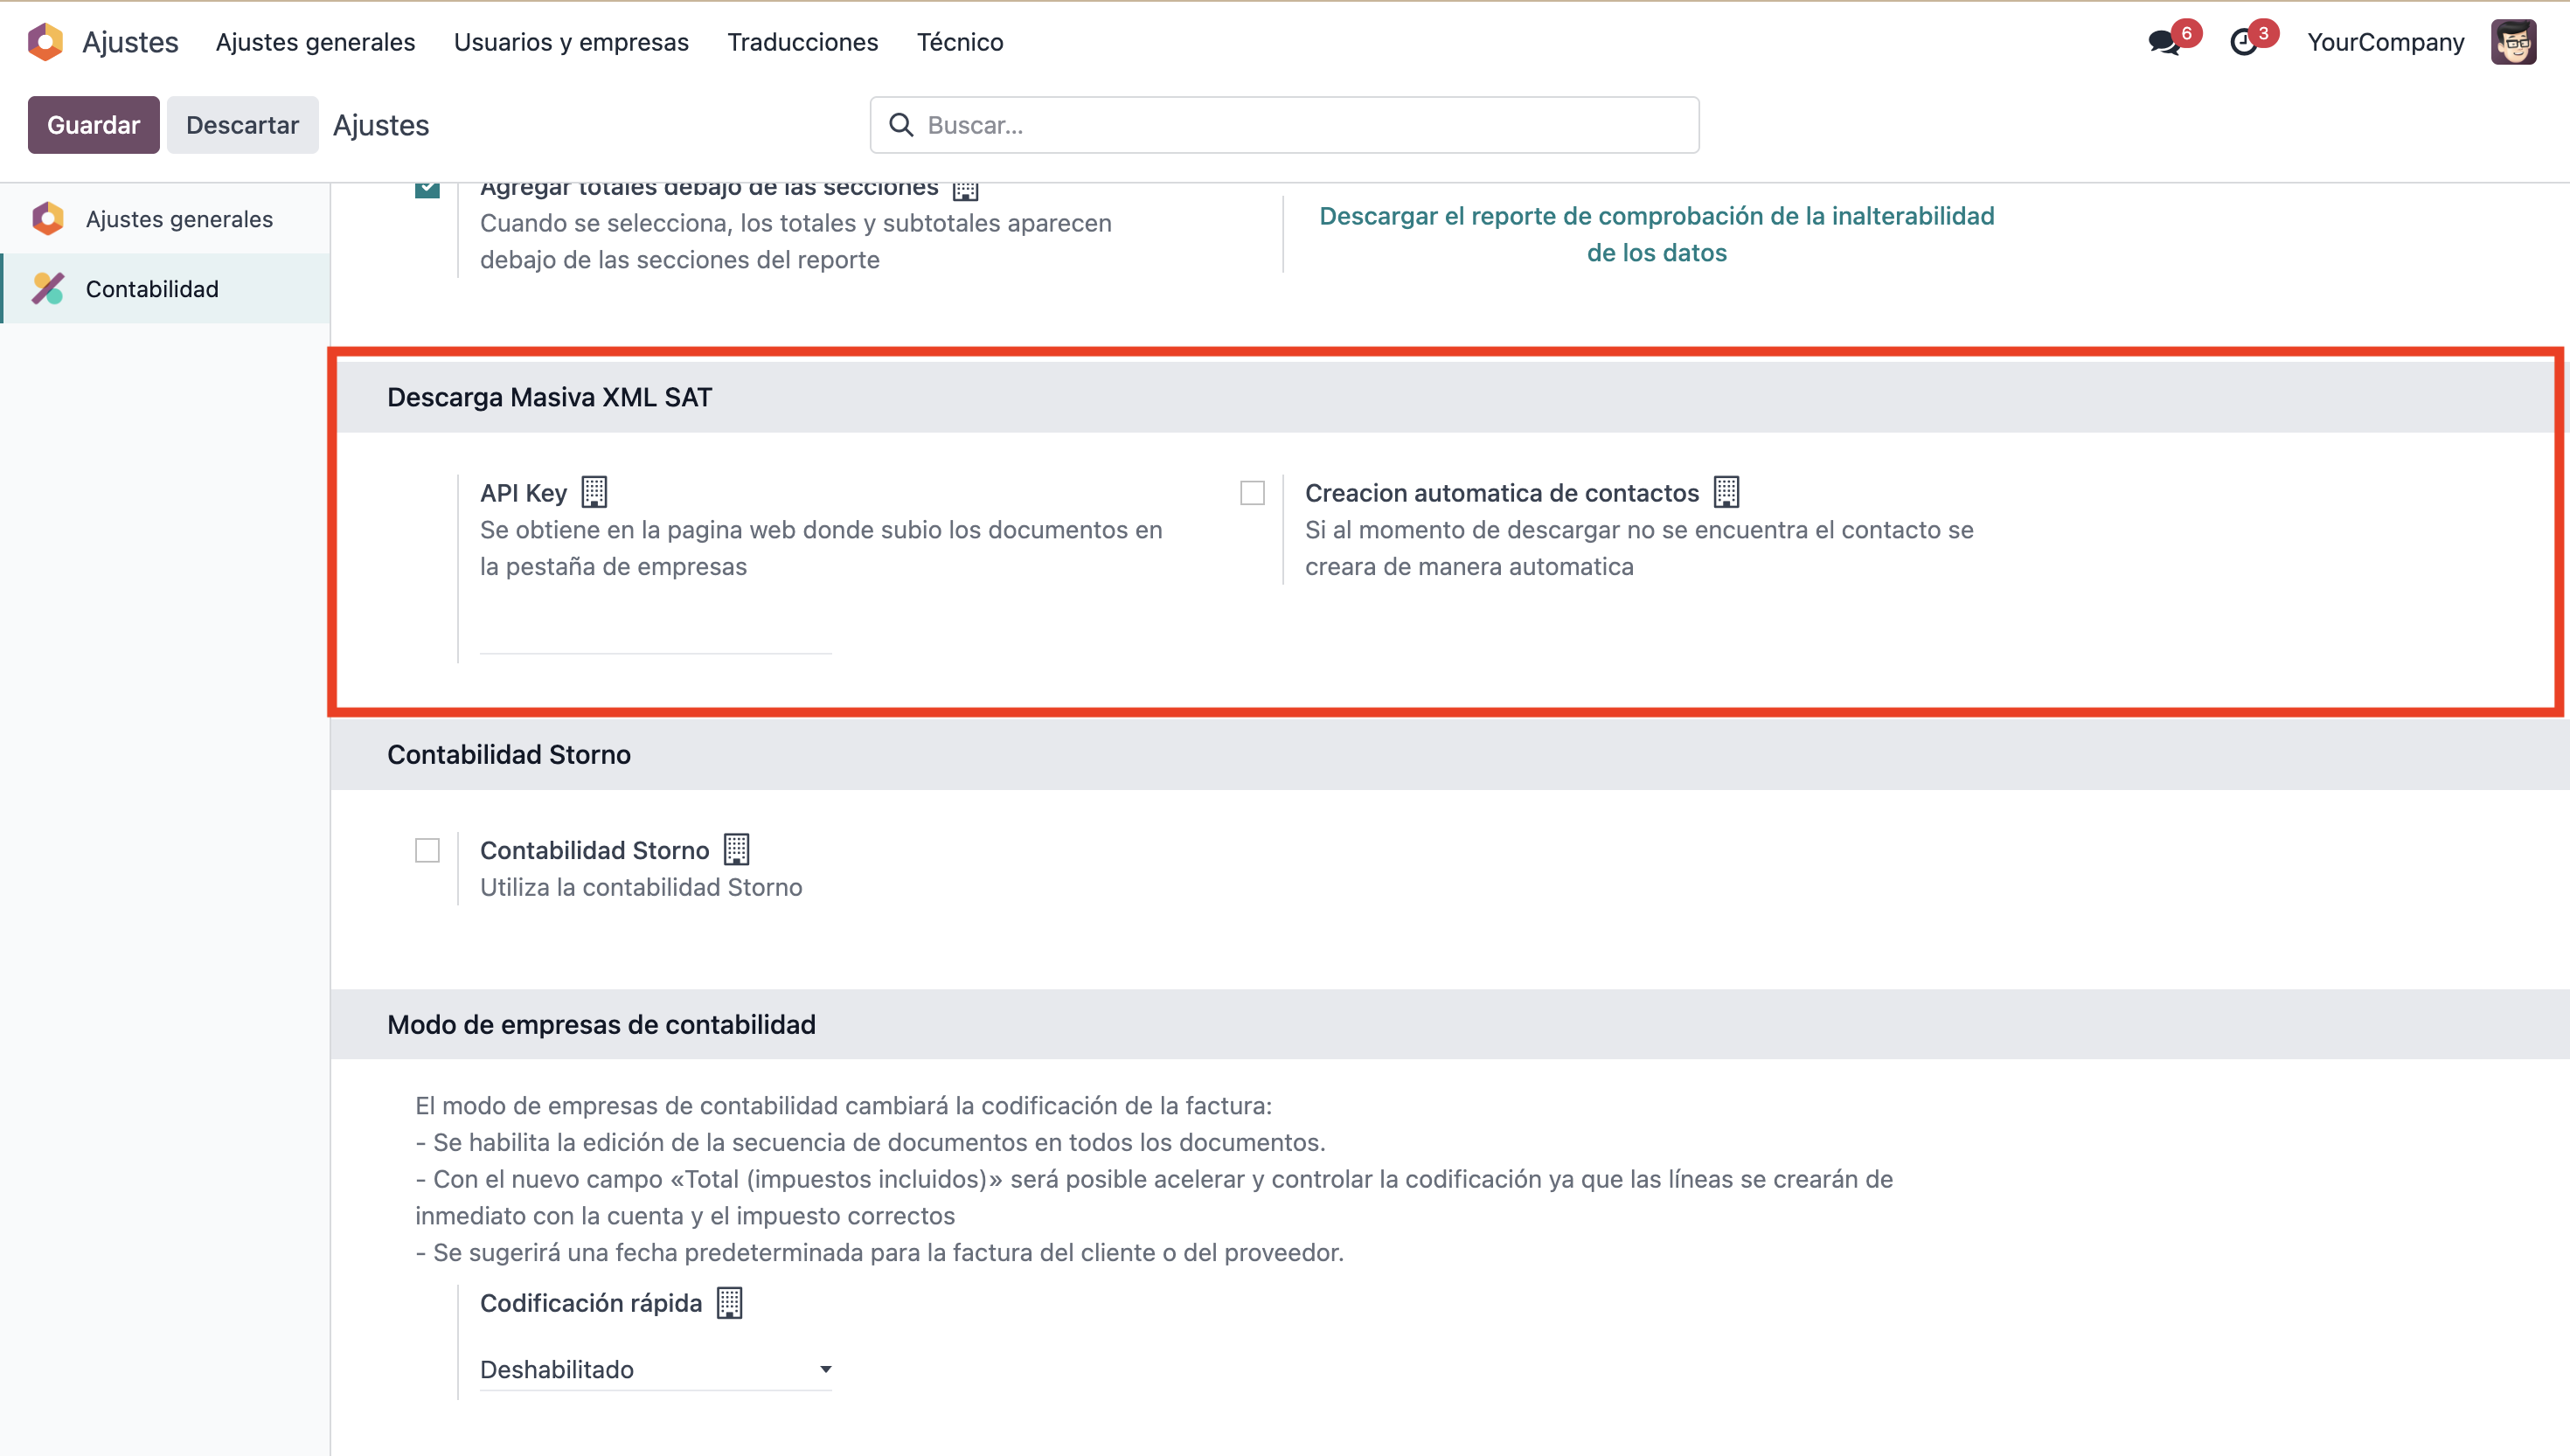 Ajustes Ajustes generales Usuarios y empresas Traducciones Técnico 6 3 YourCompany
Guardar Descartar Ajustes Buscar...
Ajustes generales
Contabilidad
Agregar totales debajo de las secciones
Cuando se selecciona, los totales y subtotales aparecen
debajo de las secciones del reporte
Descargar el reporte de comprobación de la inalterabilidad
de los datos
Descarga Masiva XML SAT
API Key
Se obtiene en la pagina web donde subio los documentos en
la pestaña de empresas
Creacion automatica de contactos
Si al momento de descargar no se encuentra el contacto se
creara de manera automatica
Contabilidad Storno
Contabilidad Storno
Utiliza la contabilidad Storno
Modo de empresas de contabilidad
El modo de empresas de contabilidad cambiará la codificación de la factura:
- Se habilita la edición de la secuencia de documentos en todos los documentos.
- Con el nuevo campo «Total (impuestos incluidos)» será posible acelerar y controlar la codificación ya que las líneas se crearán de
inmediato con la cuenta y el impuesto correctos
- Se sugerirá una fecha predeterminada para la factura del cliente o del proveedor.
Codificación rápida
Deshabilitado